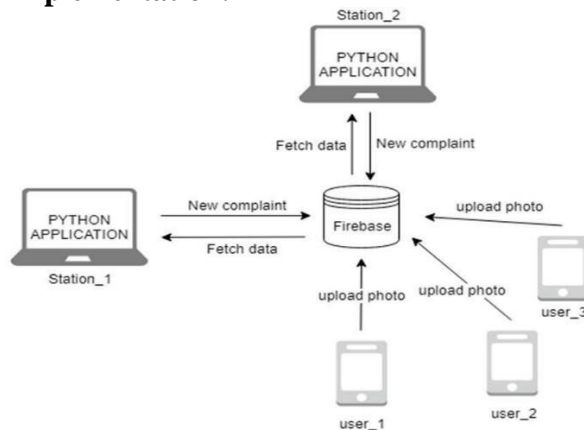 Station_2
PYTHON
APPLICATION
Fetch data
New complaint
New complaint
PYTHON
APPLICATION
Fetch data
Station_1
Firebase
upload photo
upload photo
upload photo
user_3
user_2
user_1